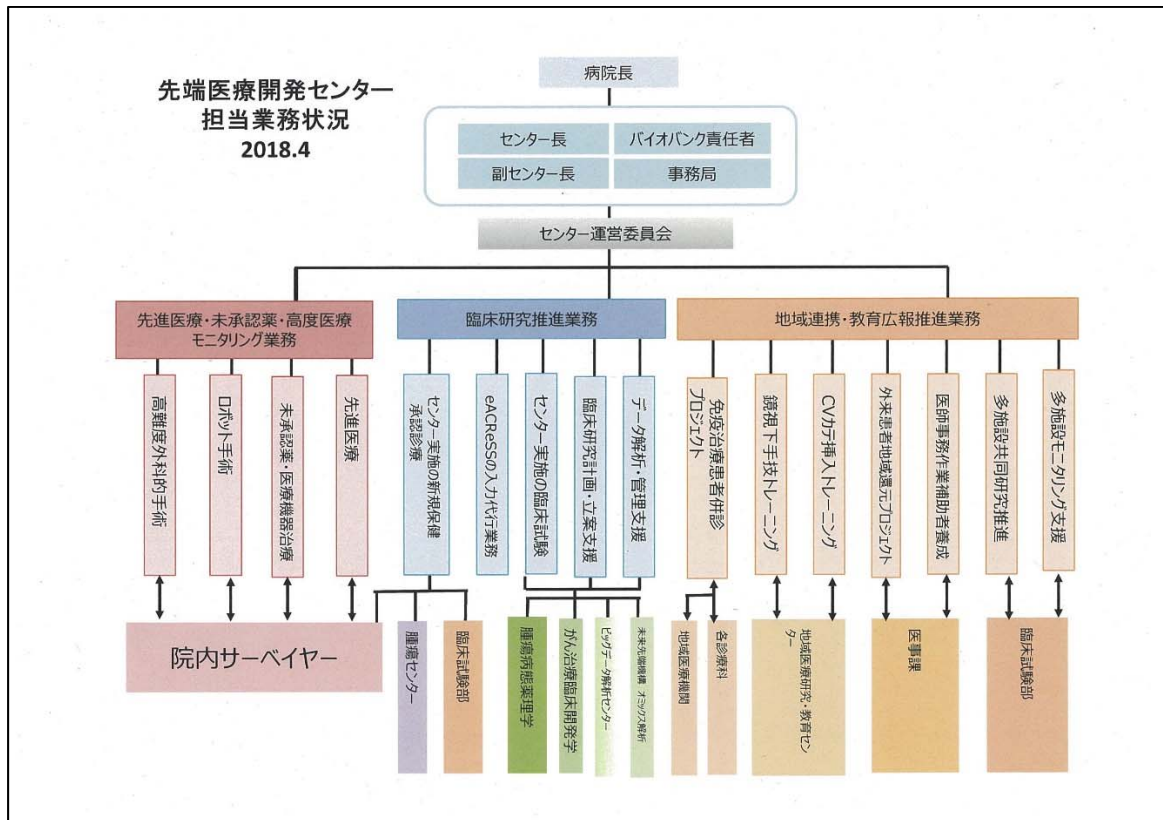 先端医療開発センター
担当業務状況
2018.4
病院長
センター長
バイオバンク責任者
副センター長
事務局
センター運営委員会
先進医療・未承認薬・高度医療
モニタリング業務
臨床研究推進業務
地域連携・教育広報推進業務
高難度外科的手術
ロボット手術
未承認薬・医療機器治療
先進医療
センター実施の新規保健
承認診療
eACReSSの入力代行業務
センター実施の臨床試験
臨床研究計画・立案支援
データ解析・管理支援
免疫治療患者併診
プロジェクト
鏡視下手技トレーニング
CVカテ挿入トレーニング
外来患者地域還元プロジェクト
医師事務作業補助者養成
多施設共同研究推進
多施設モニタリング支援
院内サーベイヤー
腫瘍センター
臨床試験部
腫瘍病態薬理学
がん治療臨床開発学
ビッグデータ解析センター
未来先端機構 オミックス解析
地域医療機関
各診療科
地域医療研究・教育セン
ター
医事課
臨床試験部